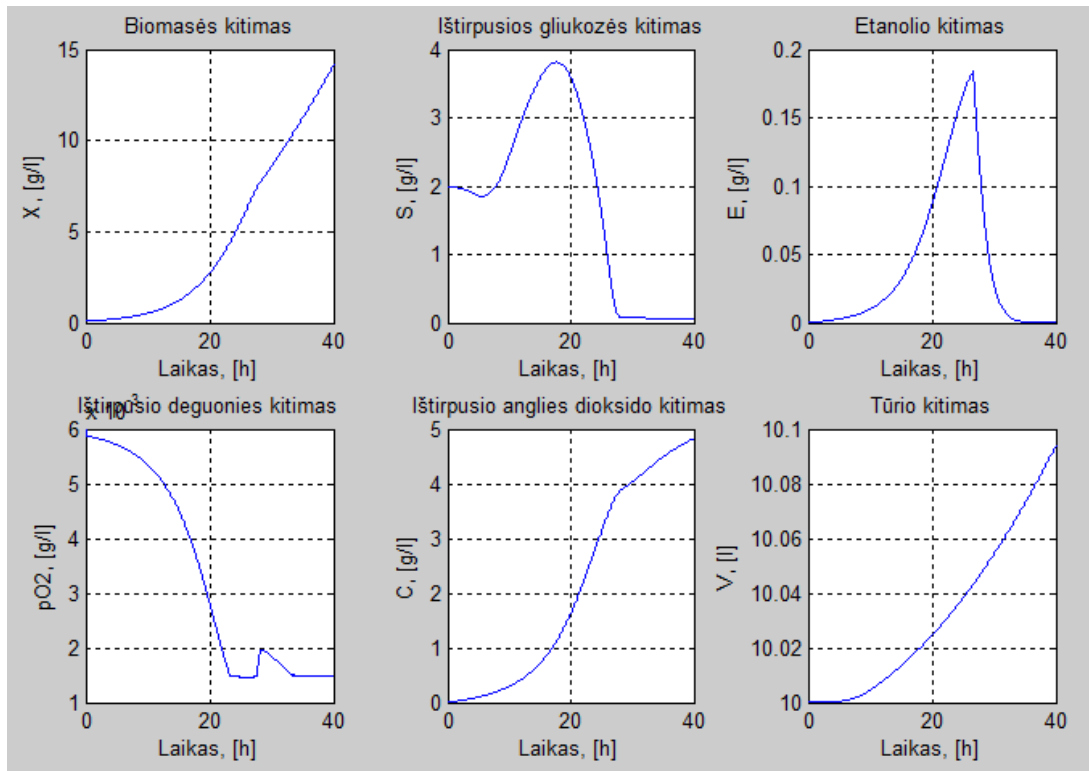 Biomasės kitimas
15
10
5
0
X, [g/l]
0 20 40
Laikas, [h]
Ištirpusios gliukozės kitimas
4
3
2
1
0
S, [g/l]
0 20 40
Laikas, [h]
Etanolio kitimas
0.2
0.15
0.1
0.05
0
E, [g/l]
0 20 40
Laikas, [h]
Ištirpusio deguonies kitimas
x 10⁻³
6
5
4
3
2
1
pO2, [g/l]
0 20 40
Laikas, [h]
Ištirpusio anglies dioksido kitimas
5
4
3
2
1
0
C, [g/l]
0 20 40
Laikas, [h]
Tūrio kitimas
10.1
10.08
10.06
10.04
10.02
10
V, [l]
0 20 40
Laikas, [h]